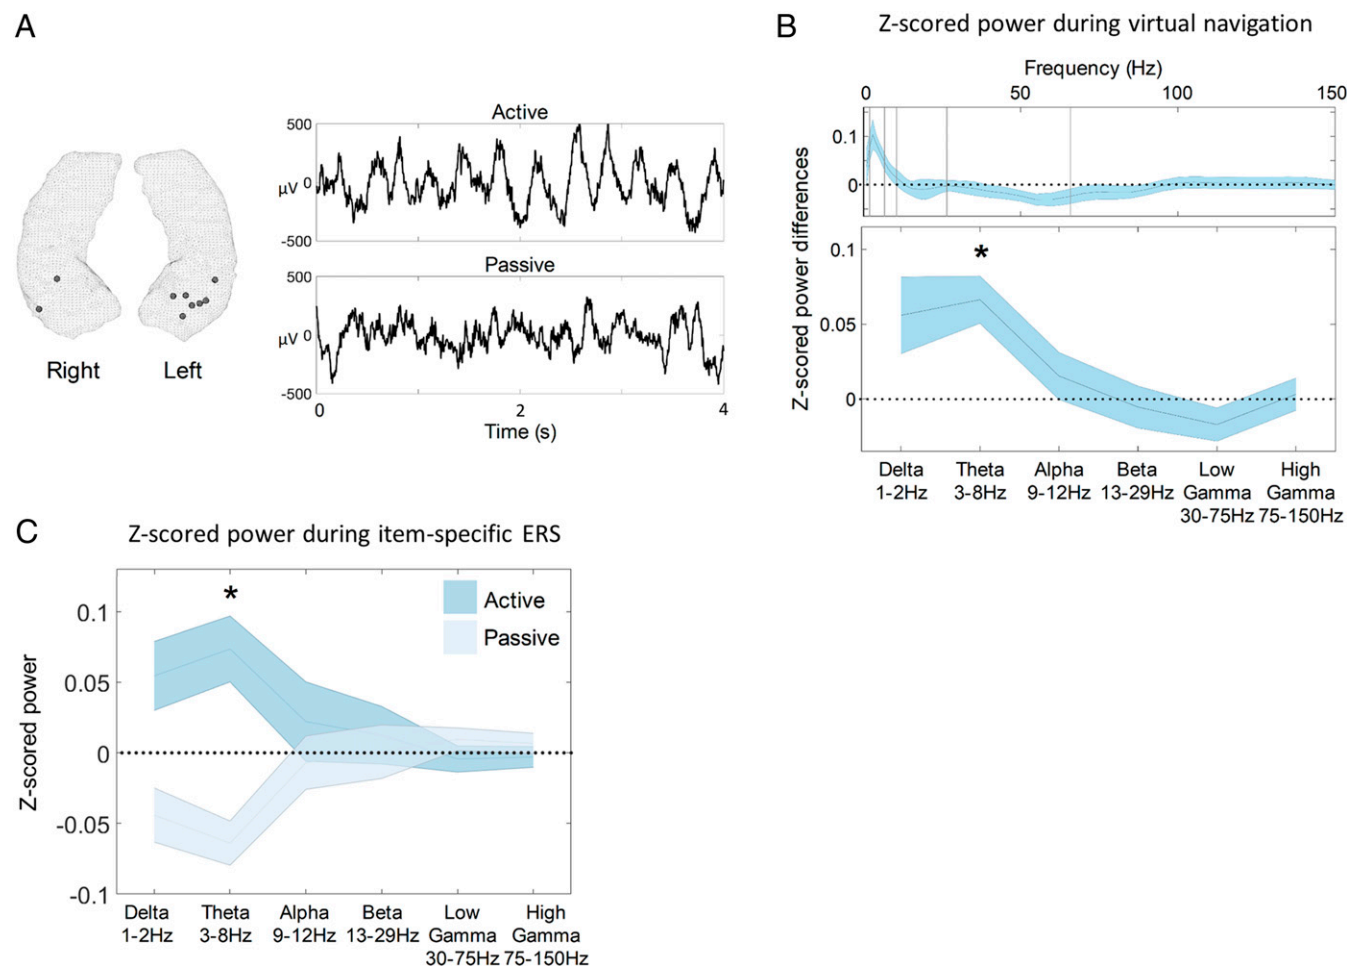 A
Active
500
μV 0
-500
Passive
500
μV 0
-500
0 2 4
Time (s)
Right Left
B
Z-scored power during virtual navigation
Frequency (Hz)
0 50 100 150
0.1
0
Z-scored power differences
0.1
0.05
0
Delta Theta Alpha Beta Low High
1-2Hz 3-8Hz 9-12Hz 13-29Hz Gamma Gamma
30-75Hz 75-150Hz
*
C
Z-scored power during item-specific ERS
*
Active
Passive
Z-scored power
0.1
0.05
0
-0.05
-0.1
Delta Theta Alpha Beta Low High
1-2Hz 3-8Hz 9-12Hz 13-29Hz Gamma Gamma
30-75Hz 75-150Hz